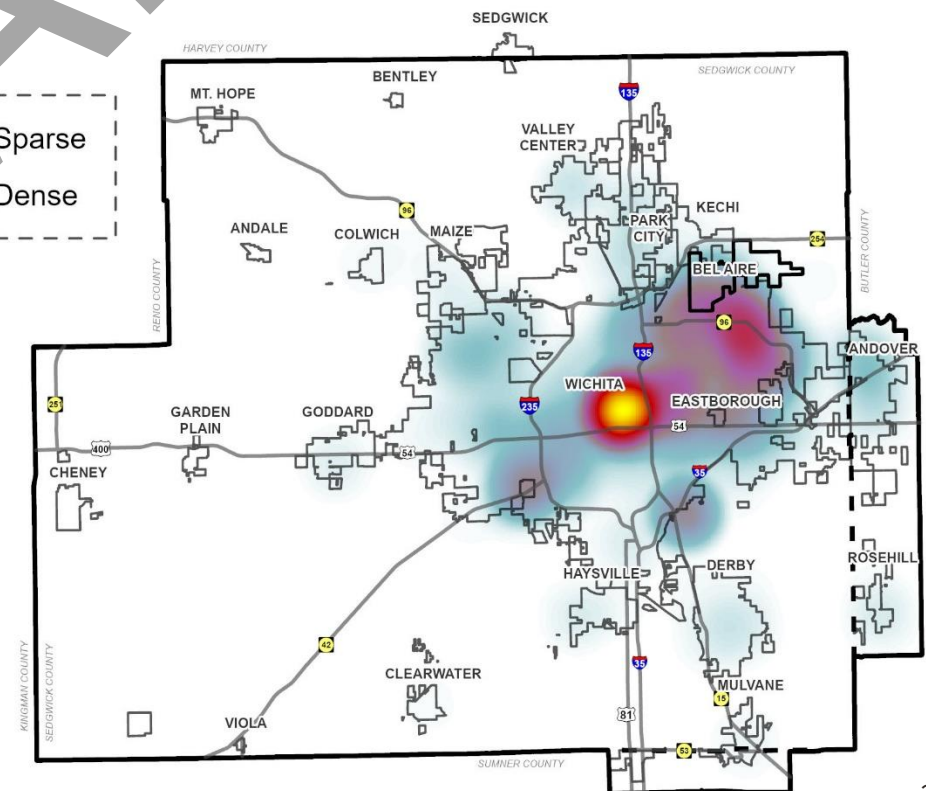 SEDGWICK
HARVEY COUNTY
SEDGWICK COUNTY
BENTLEY
MT. HOPE
135
Sparse
VALLEY
CENTER
Dense
96
ANDALE
COLWICH
MAIZE
PARK
CITY
KECHI
254
BEL AIRE
RENO COUNTY
BUTLER COUNTY
96
135
ANDOVER
WICHITA
251
235
EASTBOROUGH
GARDEN
PLAIN
GODDARD
54
400
54
CHENEY
35
HAYSVILLE
DERBY
ROSEHILL
42
35
KINGMAN COUNTY
SEDGWICK COUNTY
CLEARWATER
MULVANE
15
81
VIOLA
53
SUMNER COUNTY